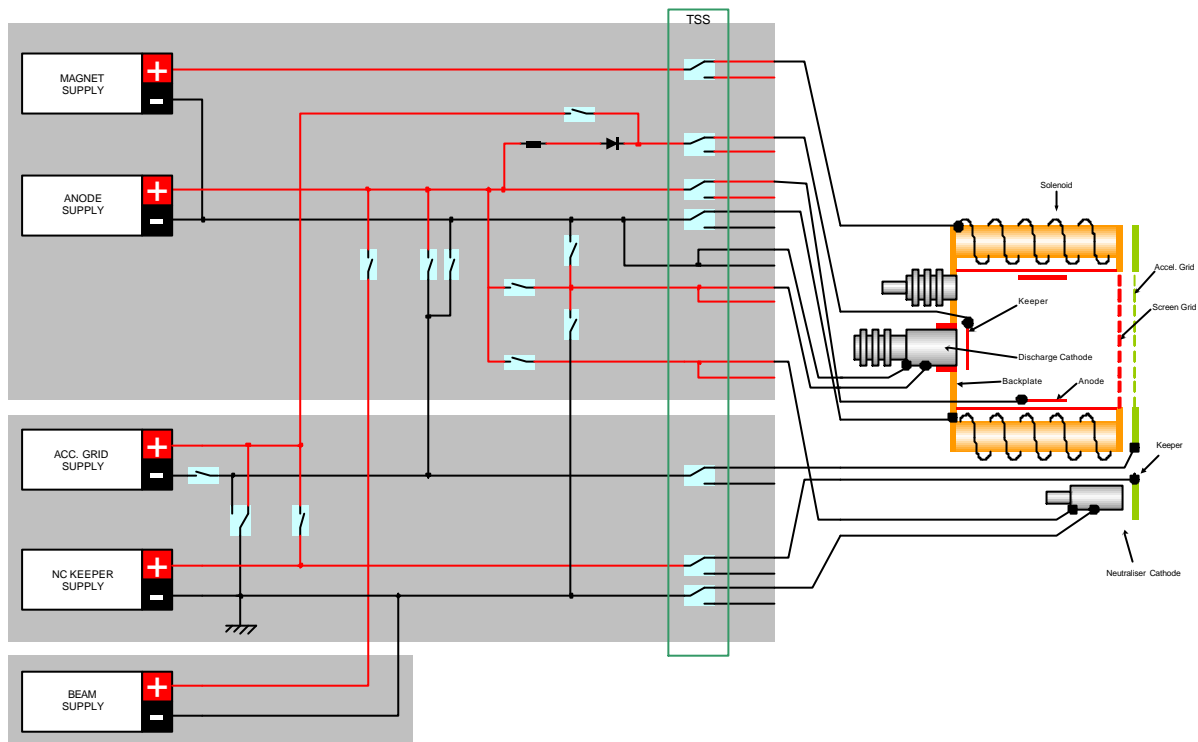 TSS
MAGNET
SUPPLY
+
-
ANODE
SUPPLY
+
-
Solenoid
Accel. Grid
Keeper
Screen Grid
Discharge Cathode
Backplate
Anode
ACC. GRID
SUPPLY
+
-
Keeper
NC KEEPER
SUPPLY
+
-
Neutraliser Cathode
BEAM
SUPPLY
+
-